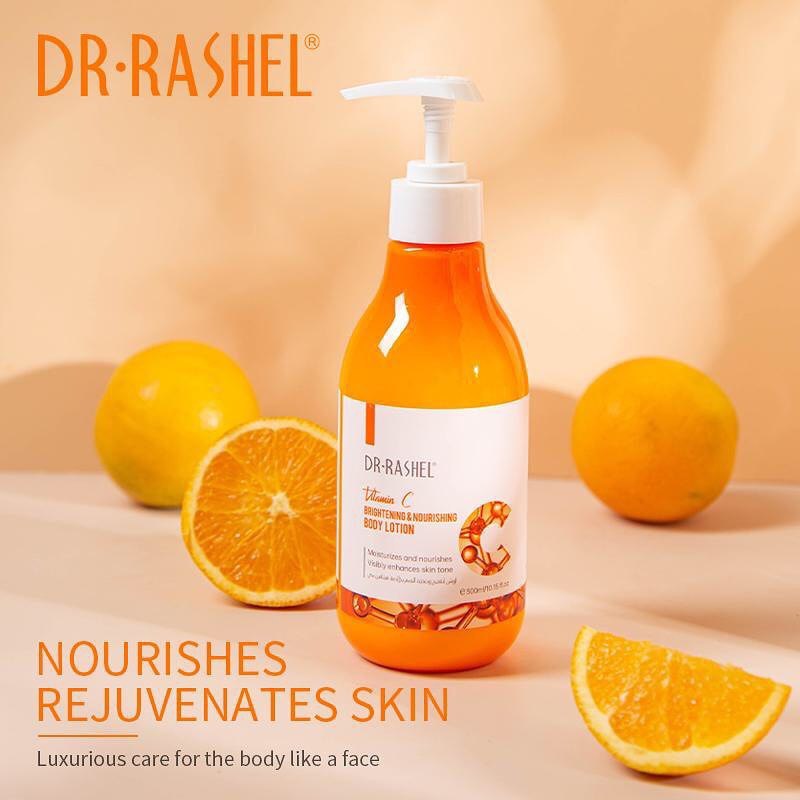 DR·RASHEL®
DR·RASHEL®
Vitamin C
BRIGHTENING & NOURISHING
BODY LOTION
C
Moisturizes and nourishes
Visibly enhances skin tone
℮300ml/10.15 fl.oz
NOURISHES
REJUVENATES SKIN
Luxurious care for the body like a face